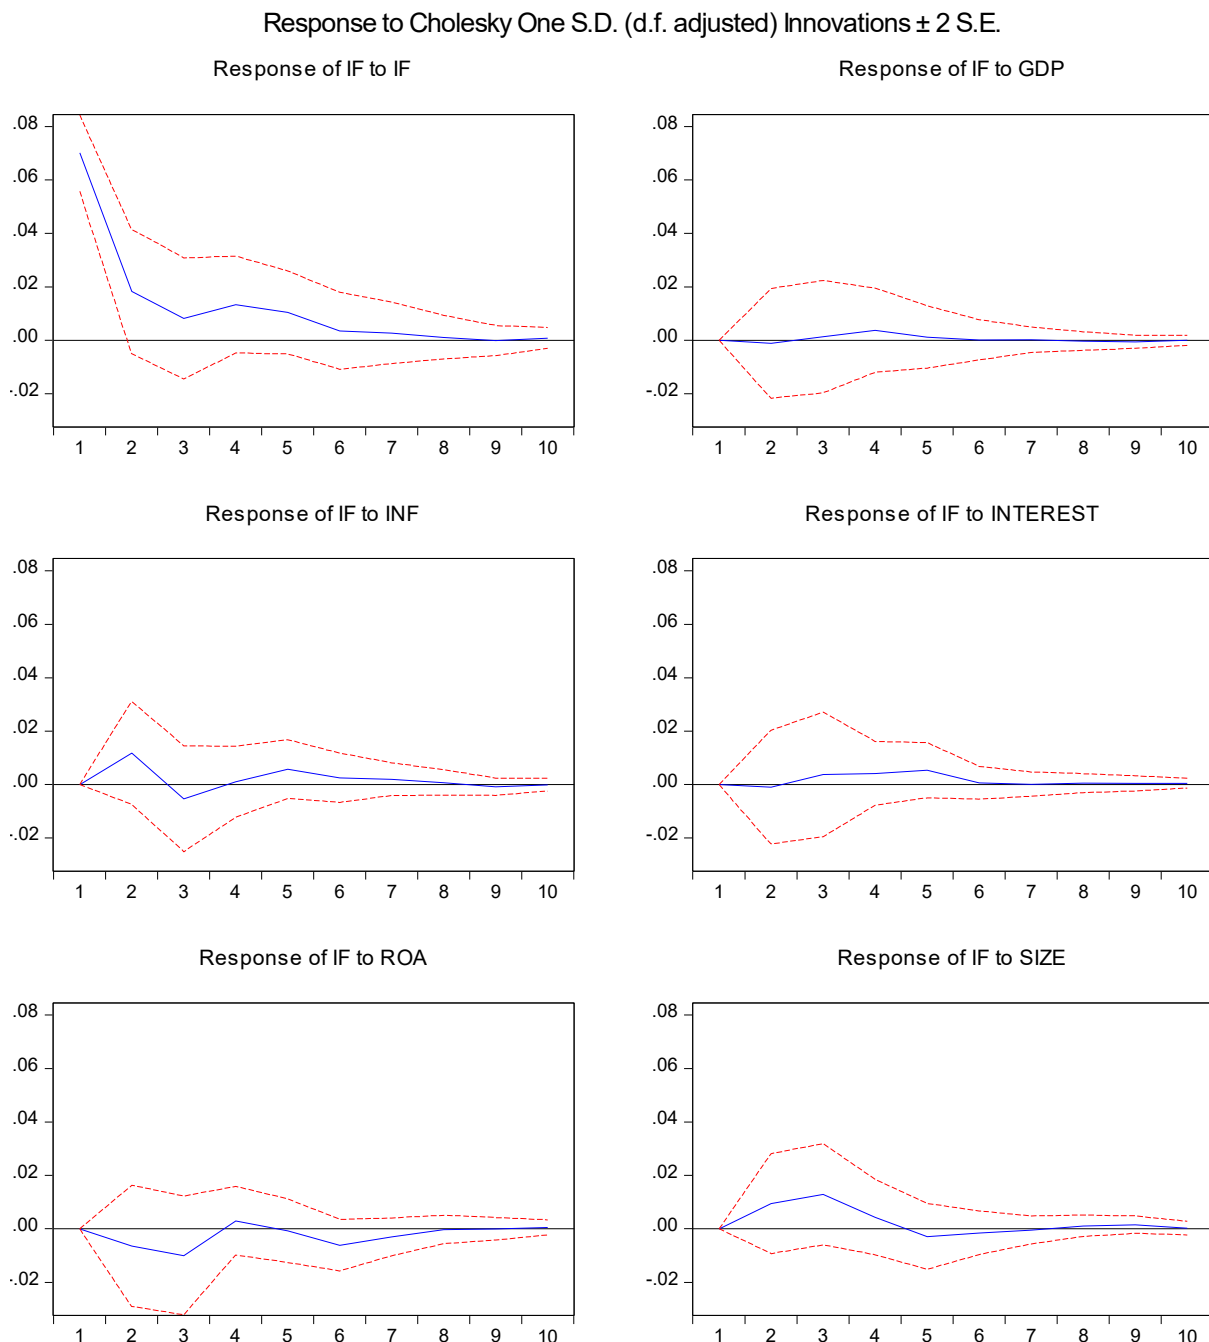 Response to Cholesky One S.D. (d.f. adjusted) Innovations ± 2 S.E.
Response of IF to IF
.08
.06
.04
.02
.00
-.02
1 2 3 4 5 6 7 8 9 10
Response of IF to GDP
.08
.06
.04
.02
.00
-.02
1 2 3 4 5 6 7 8 9 10
Response of IF to INF
.08
.06
.04
.02
.00
-.02
1 2 3 4 5 6 7 8 9 10
Response of IF to INTEREST
.08
.06
.04
.02
.00
-.02
1 2 3 4 5 6 7 8 9 10
Response of IF to ROA
.08
.06
.04
.02
.00
-.02
1 2 3 4 5 6 7 8 9 10
Response of IF to SIZE
.08
.06
.04
.02
.00
-.02
1 2 3 4 5 6 7 8 9 10